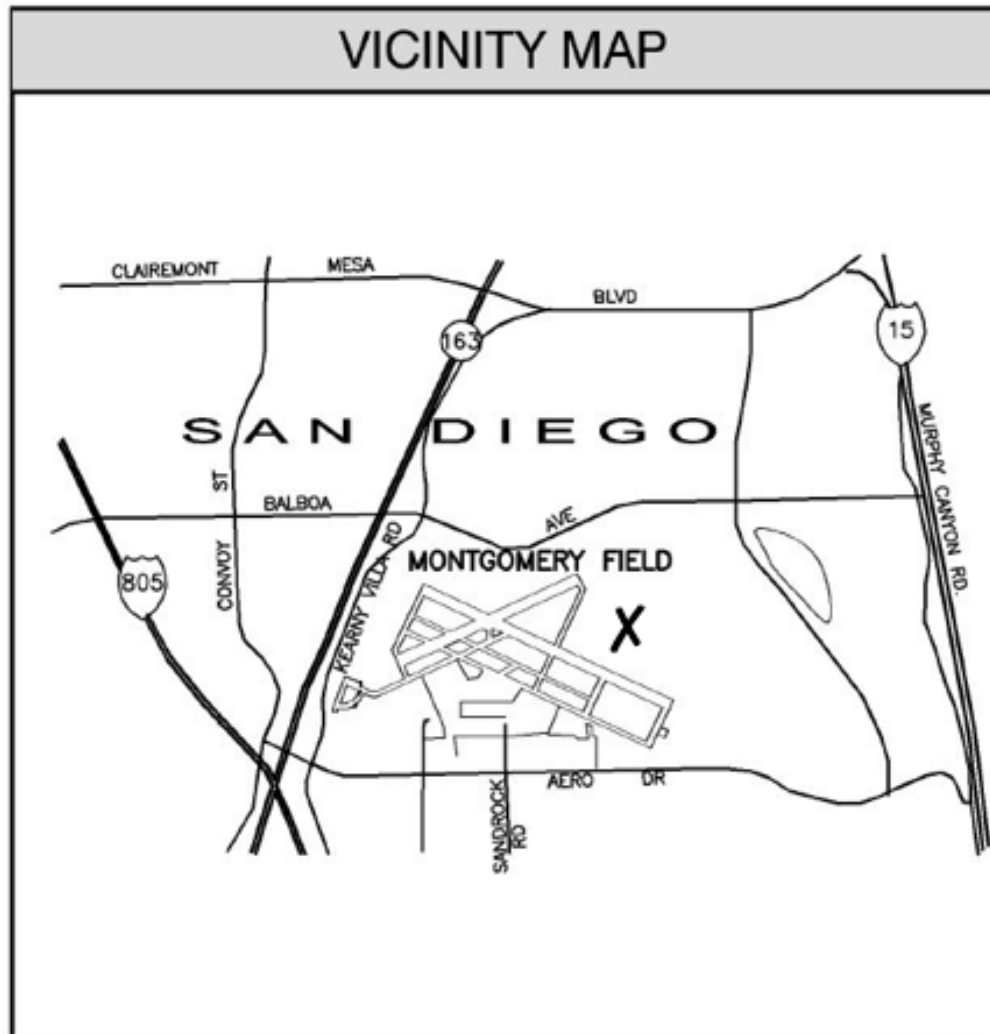 VICINITY MAP
CLAIREMONT MESA BLVD
163
15
SAN DIEGO
MURPHY CANYON RD.
CONVOY ST
BALBOA AVE
KEARNY VILLA RD
MONTGOMERY FIELD
805
X
AERO DR
SANDROCK RD